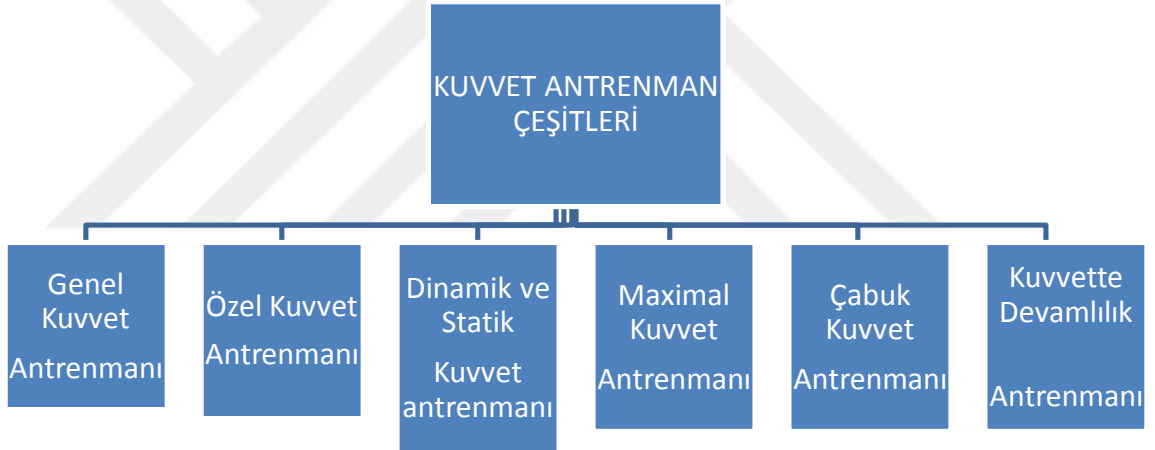 KUVVET ANTRENMAN
ÇEŞİTLERİ
Genel
Kuvvet
Antrenmanı
Özel Kuvvet
Antrenmanı
Dinamik ve
Statik
Kuvvet
antrenmanı
Maximal
Kuvvet
Antrenmanı
Çabuk
Kuvvet
Antrenmanı
Kuvvette
Devamlılık
Antrenmanı